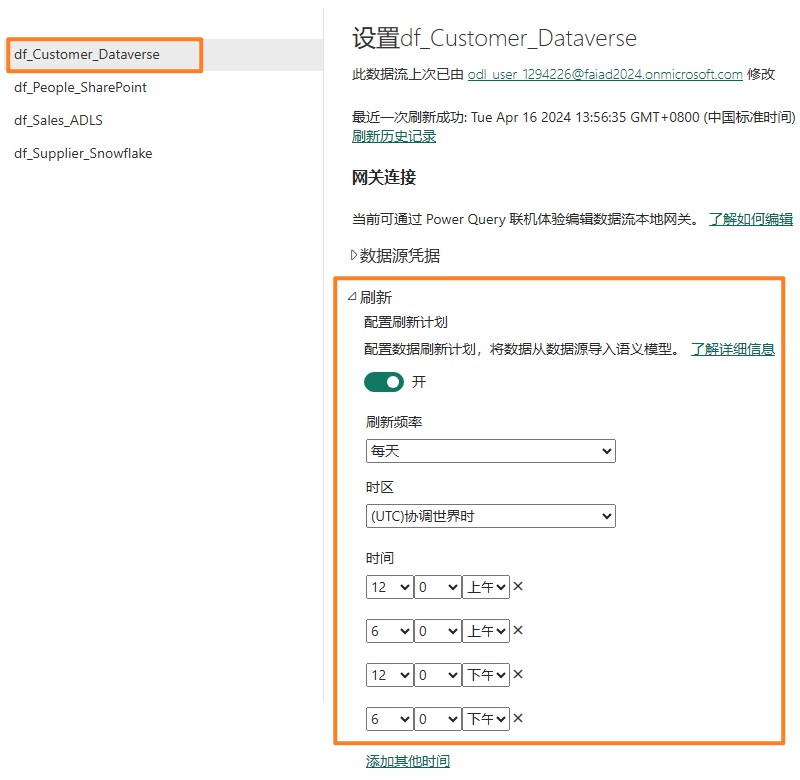 df_Customer_Dataverse
df_People_SharePoint
df_Sales_ADLS
df_Supplier_Snowflake
设置df_Customer_Dataverse
此数据流上次已由 odl_user_1294226@faiad2024.onmicrosoft.com 修改
最近一次刷新成功: Tue Apr 16 2024 13:56:35 GMT+0800 (中国标准时间)
刷新历史记录
网关连接
当前可通过 Power Query 联机体验编辑数据流本地网关。 了解如何编辑
数据源凭据
刷新
配置刷新计划
配置数据刷新计划，将数据从数据源导入语义模型。 了解详细信息
开
刷新频率
每天
时区
(UTC)协调世界时
时间
12 0 上午 ✕
6 0 上午 ✕
12 0 下午 ✕
6 0 下午 ✕
添加其他时间